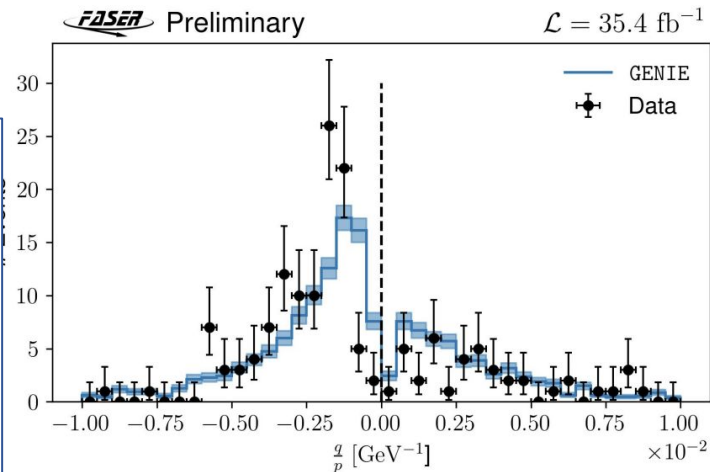 FASER Preliminary
𝓛 = 35.4 fb⁻¹
GENIE
Data
30
25
20
15
10
5
0
−1.00 −0.75 −0.50 −0.25 0.00 0.25 0.50 0.75 1.00
q/p [GeV⁻¹]
×10⁻²